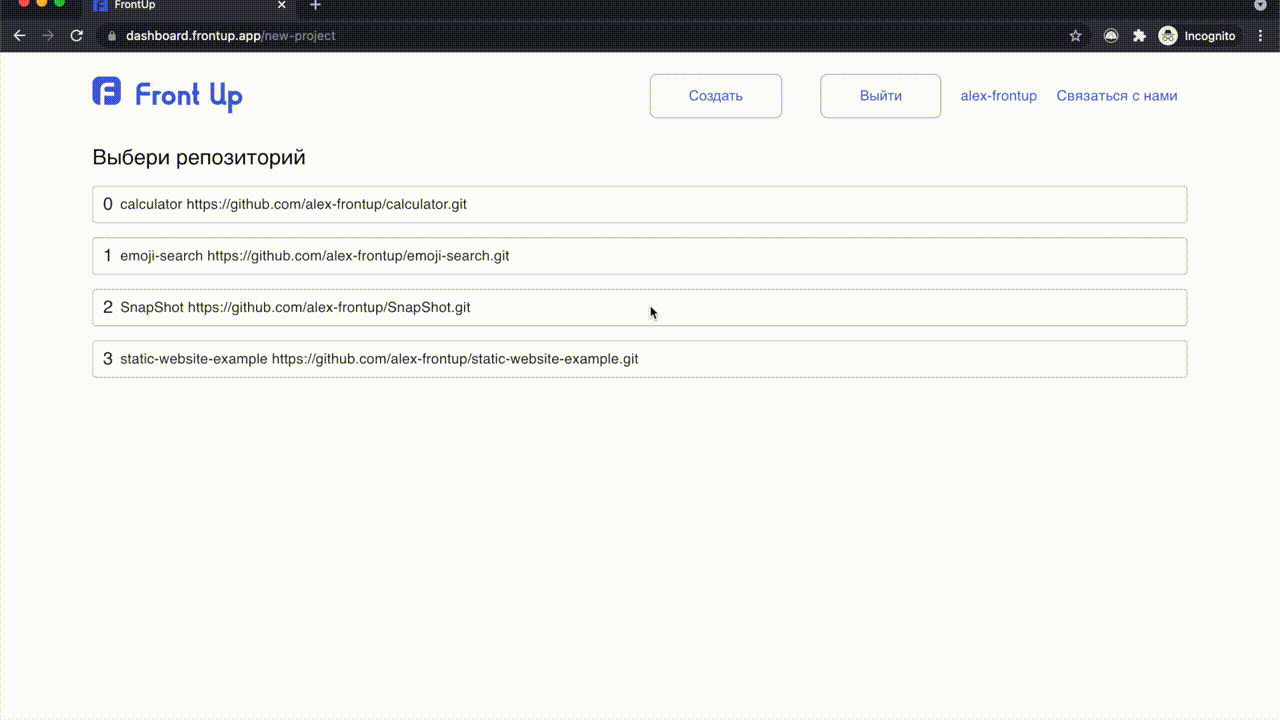 FrontUp
dashboard.frontup.app/new-project
Incognito
Front Up
Создать
Выйти
alex-frontup
Связаться с нами
Выбери репозиторий
0 calculator https://github.com/alex-frontup/calculator.git
1 emoji-search https://github.com/alex-frontup/emoji-search.git
2 SnapShot https://github.com/alex-frontup/SnapShot.git
3 static-website-example https://github.com/alex-frontup/static-website-example.git